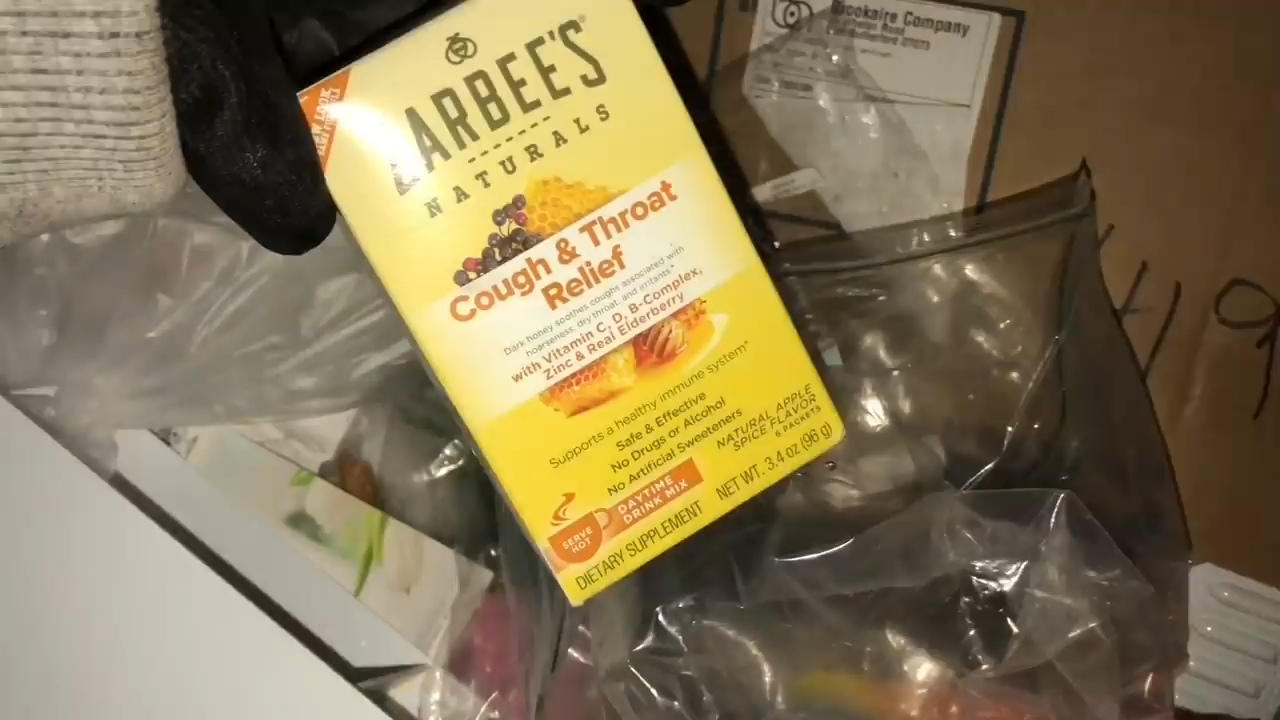 ZARBEE'S
NATURALS
Cough & Throat
Relief
Dark honey soothes coughs associated with
hoarseness, dry throat, and irritants*
with Vitamin C, D, B-Complex,
Zinc & Real Elderberry
Supports a healthy immune system*
Safe & Effective
No Drugs or Alcohol
No Artificial Sweeteners
NATURAL APPLE
SPICE FLAVOR
6 PACKETS
SERVE
HOT
DAYTIME
DRINK MIX
DIETARY SUPPLEMENT
NET WT. 3.4 oz (96 g)
Company